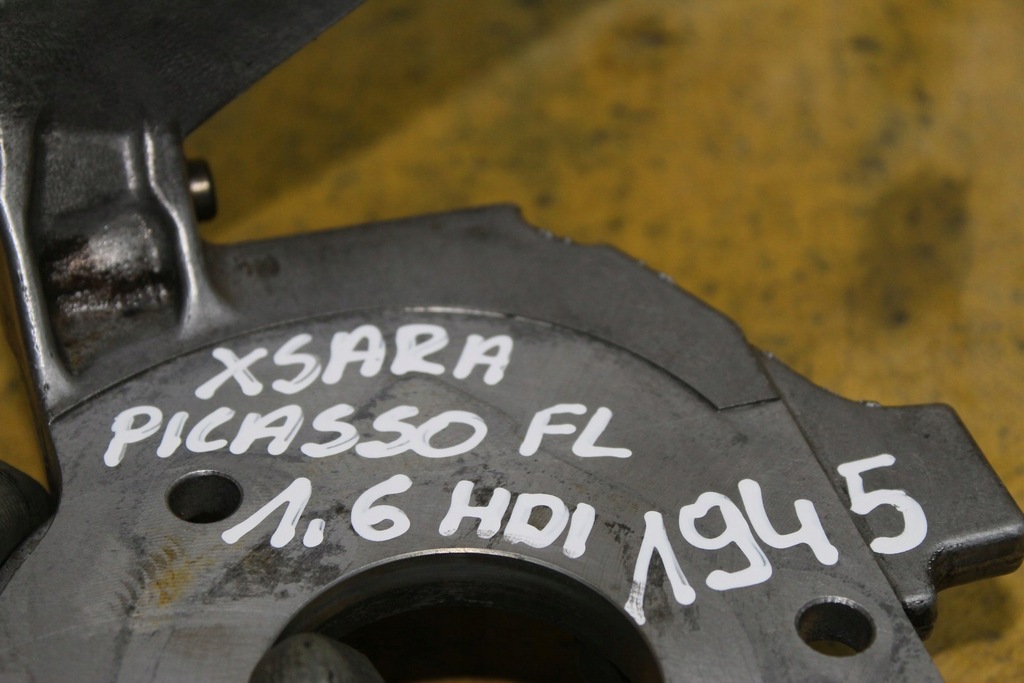 XSARA
PICASSO FL
1.6 HDI 1945